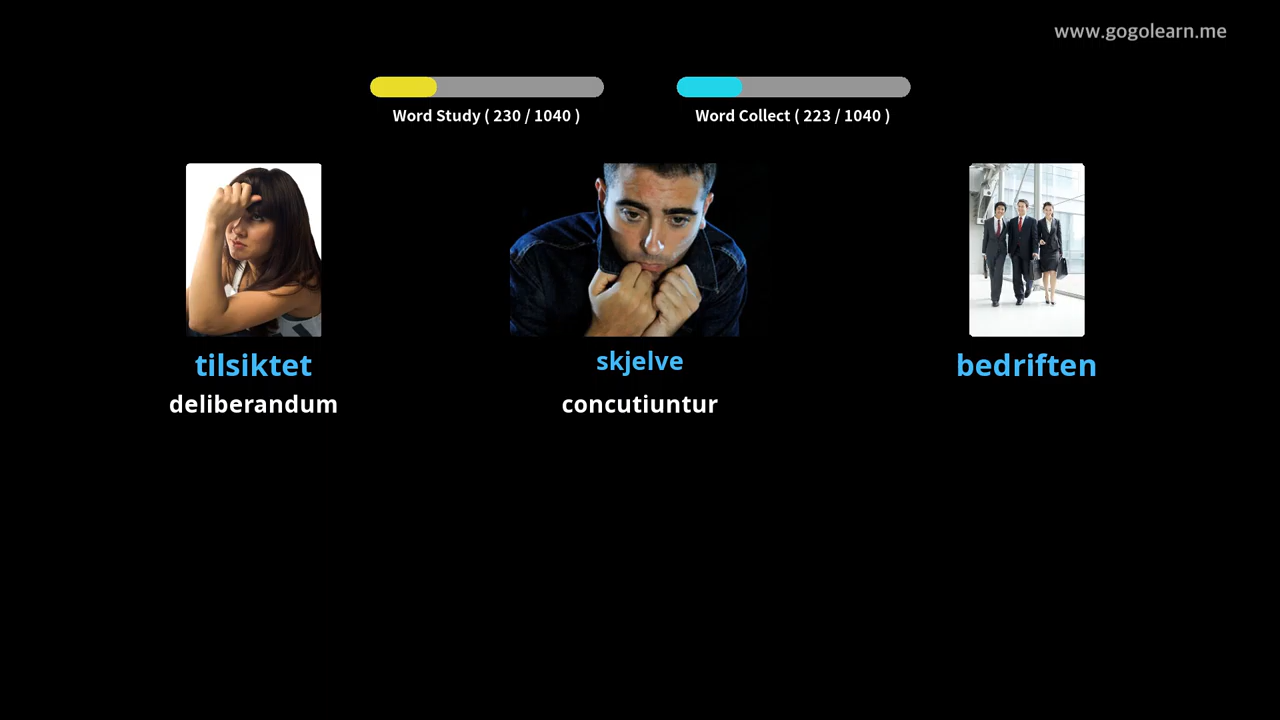 www.gogolearn.me
Word Study ( 230 / 1040 )
Word Collect ( 223 / 1040 )
tilsiktet
skjelve
bedriften
deliberandum
concutiuntur